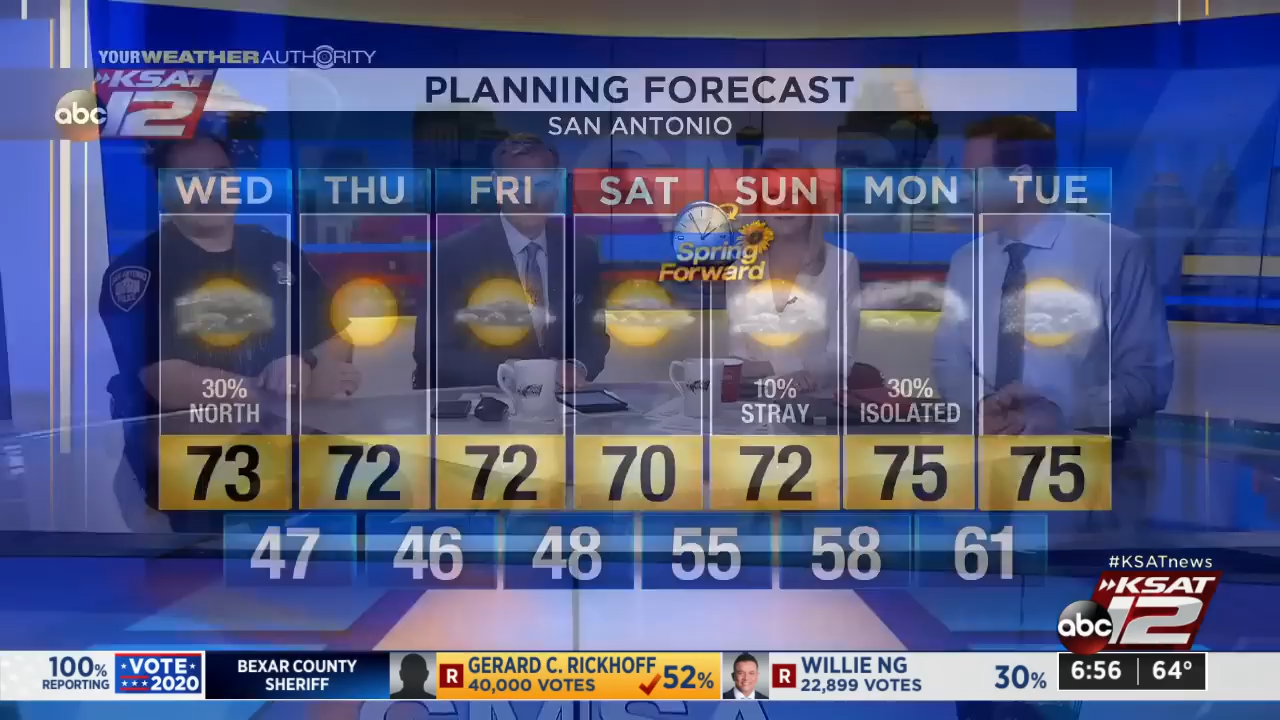 YOURWEATHERAUTHORITY
KSAT
abc 12
PLANNING FORECAST
SAN ANTONIO
WED THU FRI SAT SUN MON TUE
Spring
Forward
30% 10% 30%
NORTH STRAY ISOLATED
73 72 72 70 72 75 75
47 46 48 55 58 61
#KSATnews
KSAT
abc 12
100% REPORTING
VOTE 2020
BEXAR COUNTY
SHERIFF
R GERARD C. RICKHOFF
40,000 VOTES 52%
R WILLIE NG
22,899 VOTES 30%
6:56 64°